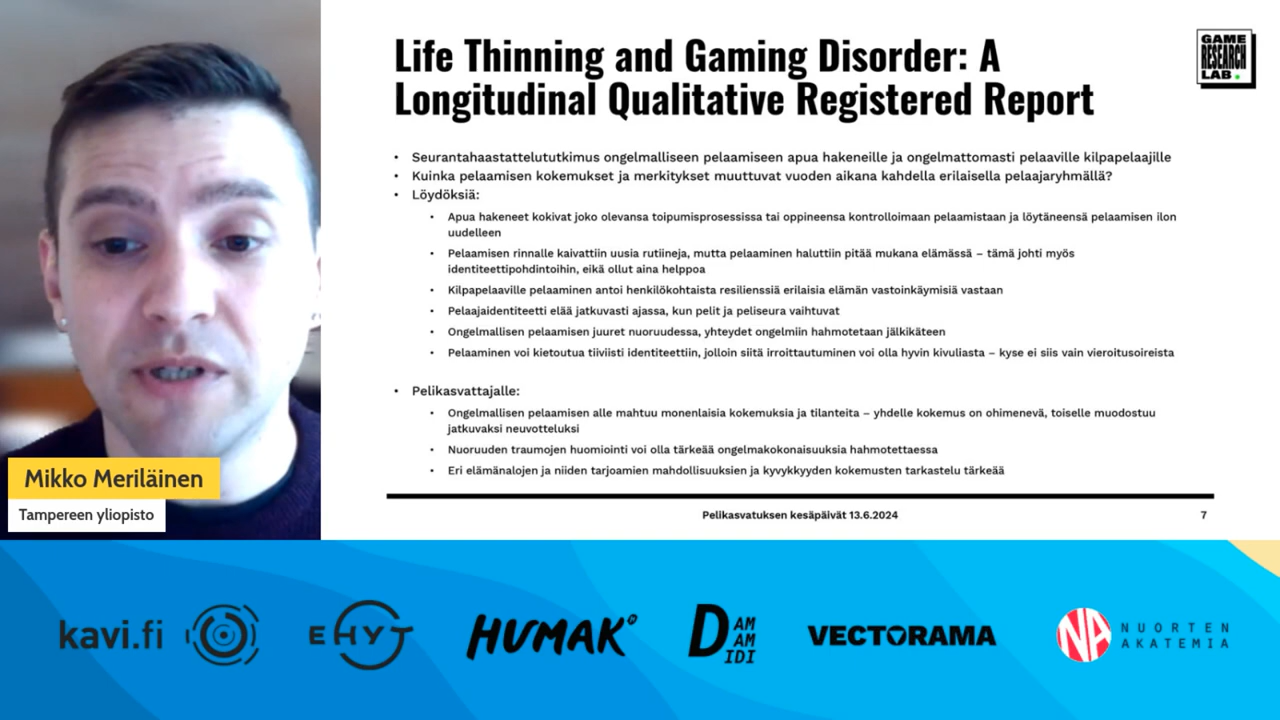 Life Thinning and Gaming Disorder: A
Longitudinal Qualitative Registered Report
GAME
RESEARCH
LAB
• Seurantahaastattelututkimus ongelmalliseen pelaamiseen apua hakeneille ja ongelmattomasti pelaaville kilpapelaajille
• Kuinka pelaamisen kokemukset ja merkitykset muuttuvat vuoden aikana kahdella erilaisella pelaajaryhmällä?
• Löydöksiä:
• Apua hakeneet kokivat joko olevansa toipumisprosessissa tai oppineensa kontrolloimaan pelaamistaan ja löytäneensä pelaamisen ilon
uudelleen
• Pelaamisen rinnalle kaivattiin uusia rutiineja, mutta pelaaminen haluttiin pitää mukana elämässä – tämä johti myös
identiteettipohdintoihin, eikä ollut aina helppoa
• Kilpapelaaville pelaaminen antoi henkilökohtaista resilienssiä erilaisia elämän vastoinkäymisiä vastaan
• Pelaajaidentiteetti elää jatkuvasti ajassa, kun pelit ja peliseura vaihtuvat
• Ongelmallisen pelaamisen juuret nuoruudessa, yhteydet ongelmiin hahmotetaan jälkikäteen
• Pelaaminen voi kietoutua tiiviisti identiteettiin, jolloin siitä irroittautuminen voi olla hyvin kivuliasta – kyse ei siis vain vieroitusoireista
• Pelikasvattajalle:
• Ongelmallisen pelaamisen alle mahtuu monenlaisia kokemuksia ja tilanteita – yhdelle kokemus on ohimenevä, toiselle muodostuu
jatkuvaksi neuvotteluksi
• Nuoruuden traumojen huomiointi voi olla tärkeää ongelmakokonaisuuksia hahmotettaessa
• Eri elämänalojen ja niiden tarjoamien mahdollisuuksien ja kyvykkyyden kokemusten tarkastelu tärkeää
Pelikasvatuksen kesäpäivät 13.6.2024
7
Mikko Meriläinen
Tampereen yliopisto
kavi.fi
EHYT
HUMAK
DAM
AM
IDI
VECTORAMA
NA
NUORTEN
AKATEMIA